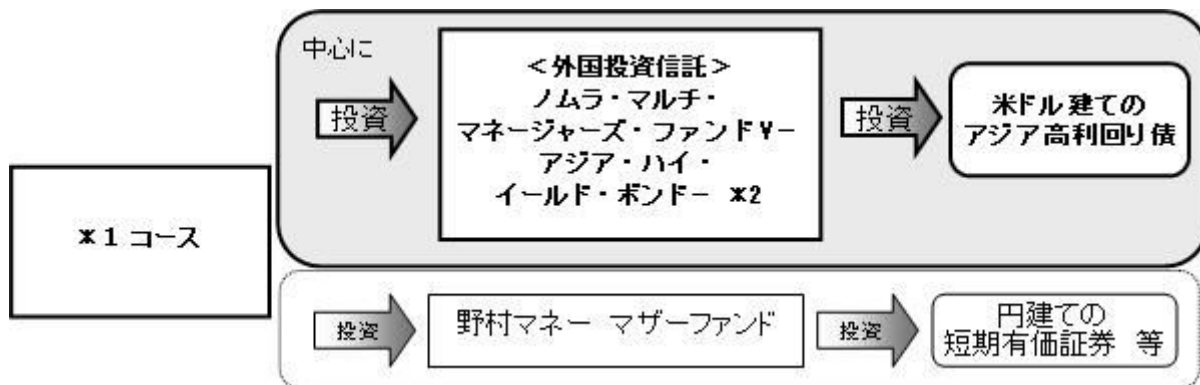 中心に
投資
＜外国投資信託＞
ノムラ・マルチ・
マネージャーズ・ファンドⅤ－
アジア・ハイ・
イールド・ボンド－ *2
投資
米ドル建ての
アジア高利回り債
*1 コース
投資
野村マネー マザーファンド
投資
円建ての
短期有価証券 等